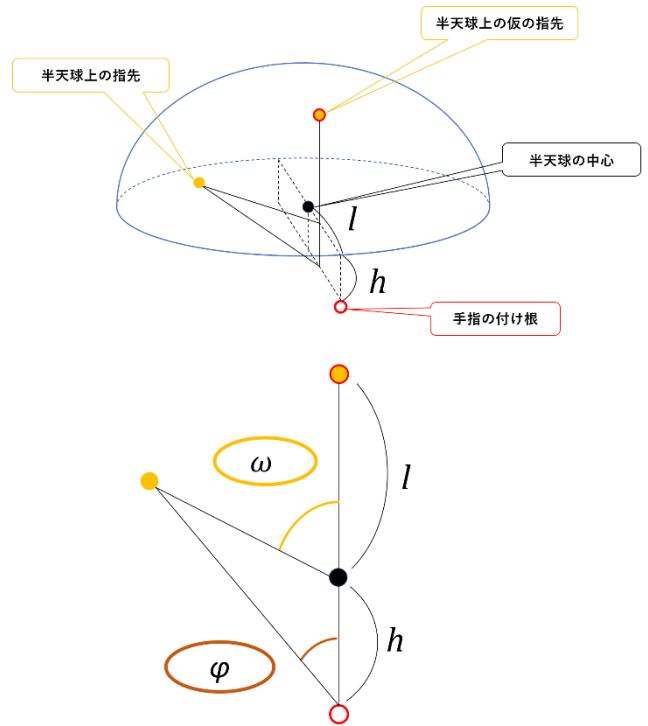 半天球上の仮の指先
半天球上の指先
半天球の中心
l
h
手指の付け根
ω
l
h
φ